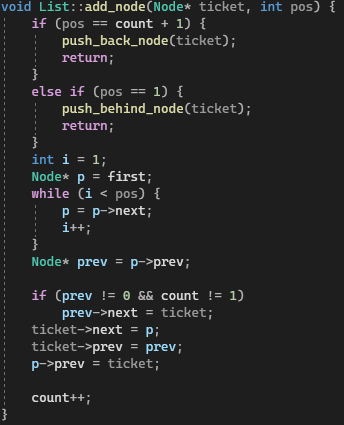 void List::add_node(Node* ticket, int pos) {
    if (pos == count + 1) {
        push_back_node(ticket);
        return;
    }
    else if (pos == 1) {
        push_behind_node(ticket);
        return;
    }
    int i = 1;
    Node* p = first;
    while (i < pos) {
        p = p->next;
        i++;
    }
    Node* prev = p->prev;

    if (prev != 0 && count != 1)
        prev->next = ticket;
    ticket->next = p;
    ticket->prev = prev;
    p->prev = ticket;

    count++;
}